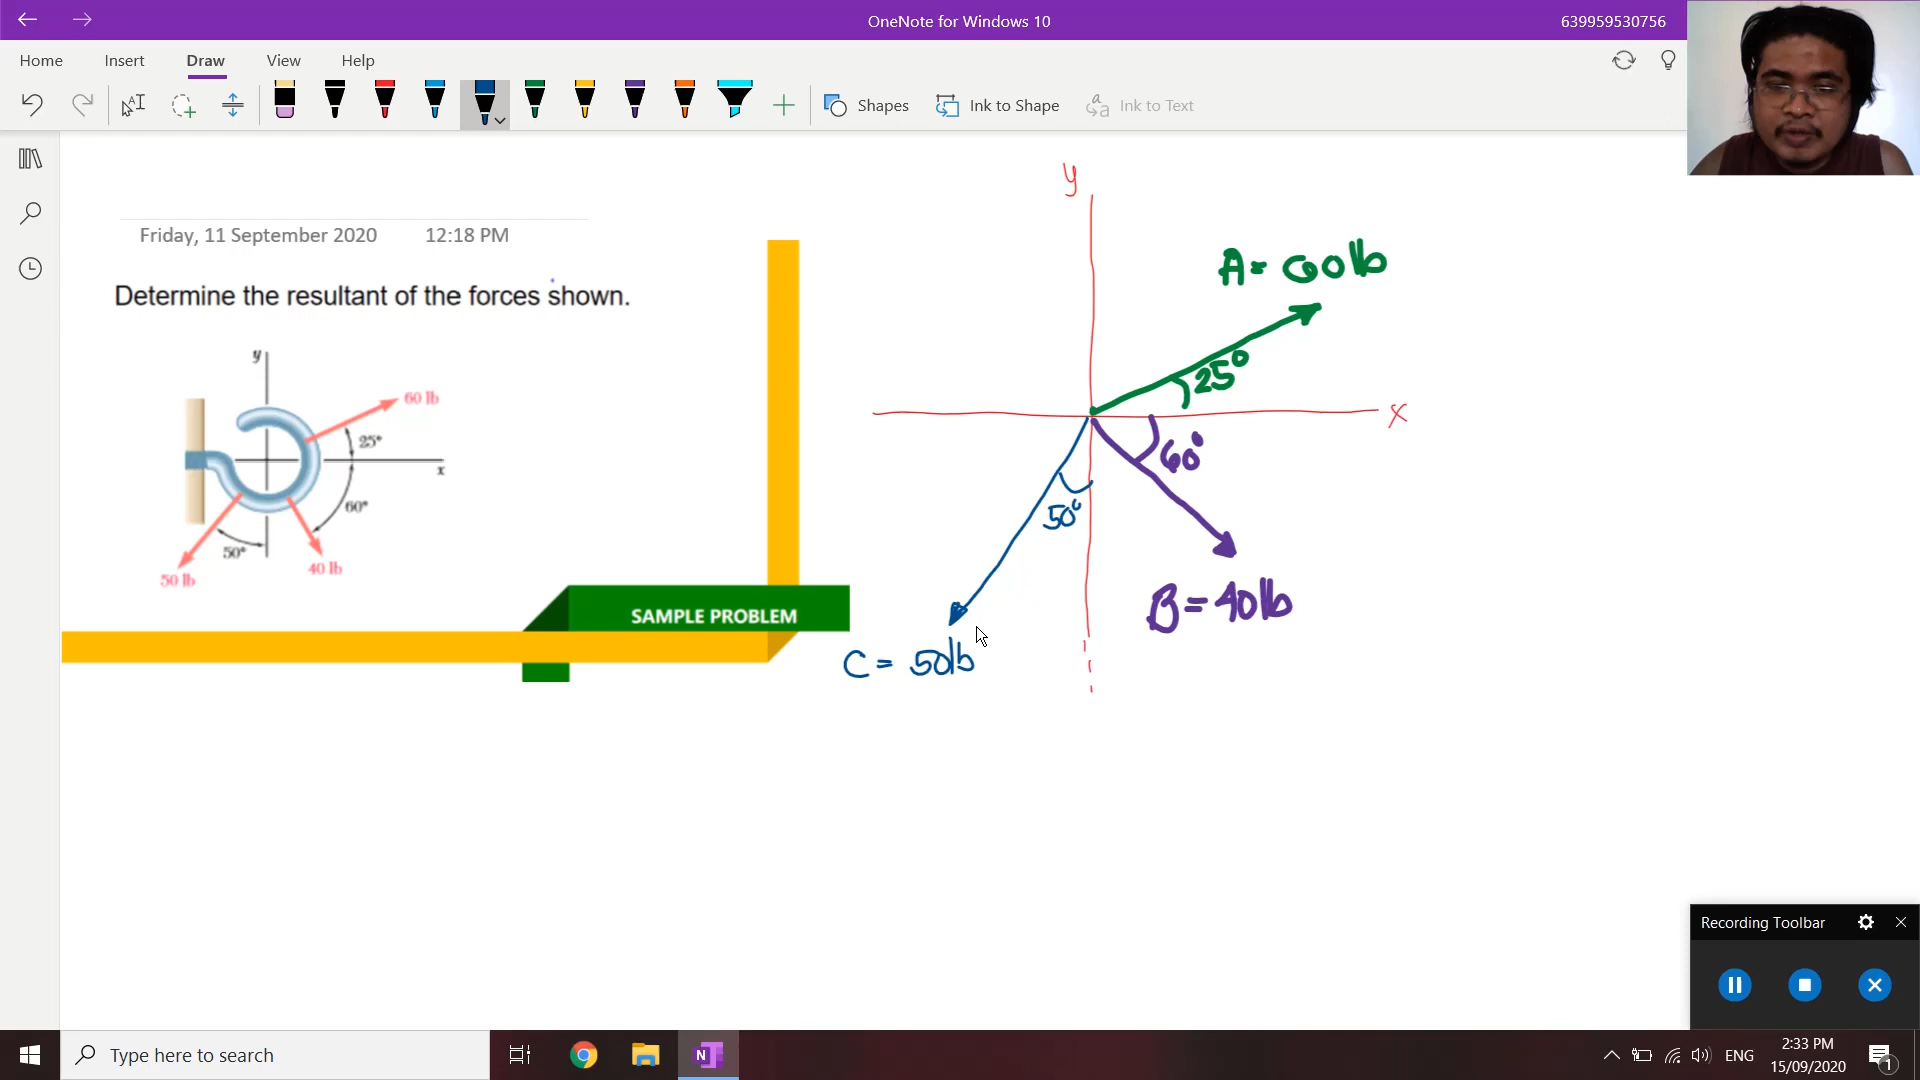 OneNote for Windows 10
639959530756
Home Insert Draw View Help
Shapes Ink to Shape Ink to Text
Friday, 11 September 2020 12:18 PM
Determine the resultant of the forces shown.
y
60 lb
25°
x
60°
50°
40 lb
50 lb
SAMPLE PROBLEM
y
A = 60lb
25°
x
60°
50°
B = 40lb
C = 50lb
Recording Toolbar
Type here to search
N
ENG
2:33 PM
15/09/2020
1